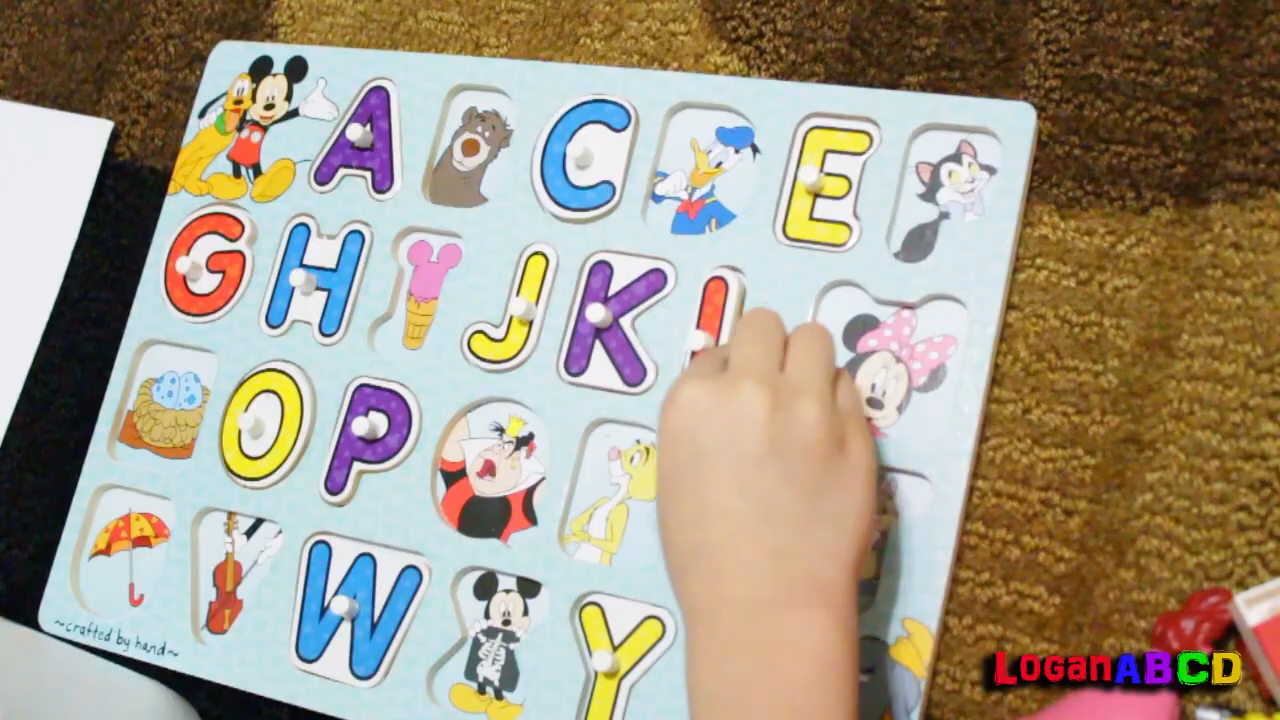 A C E
G H J K L
O P
W Y
~crafted by hand~
LoganABCD